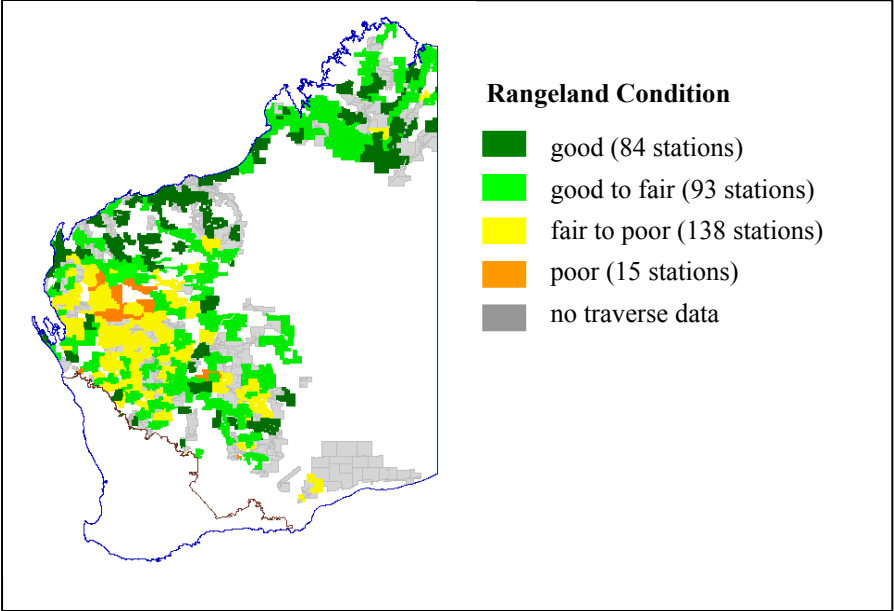 Rangeland Condition
good (84 stations)
good to fair (93 stations)
fair to poor (138 stations)
poor (15 stations)
no traverse data